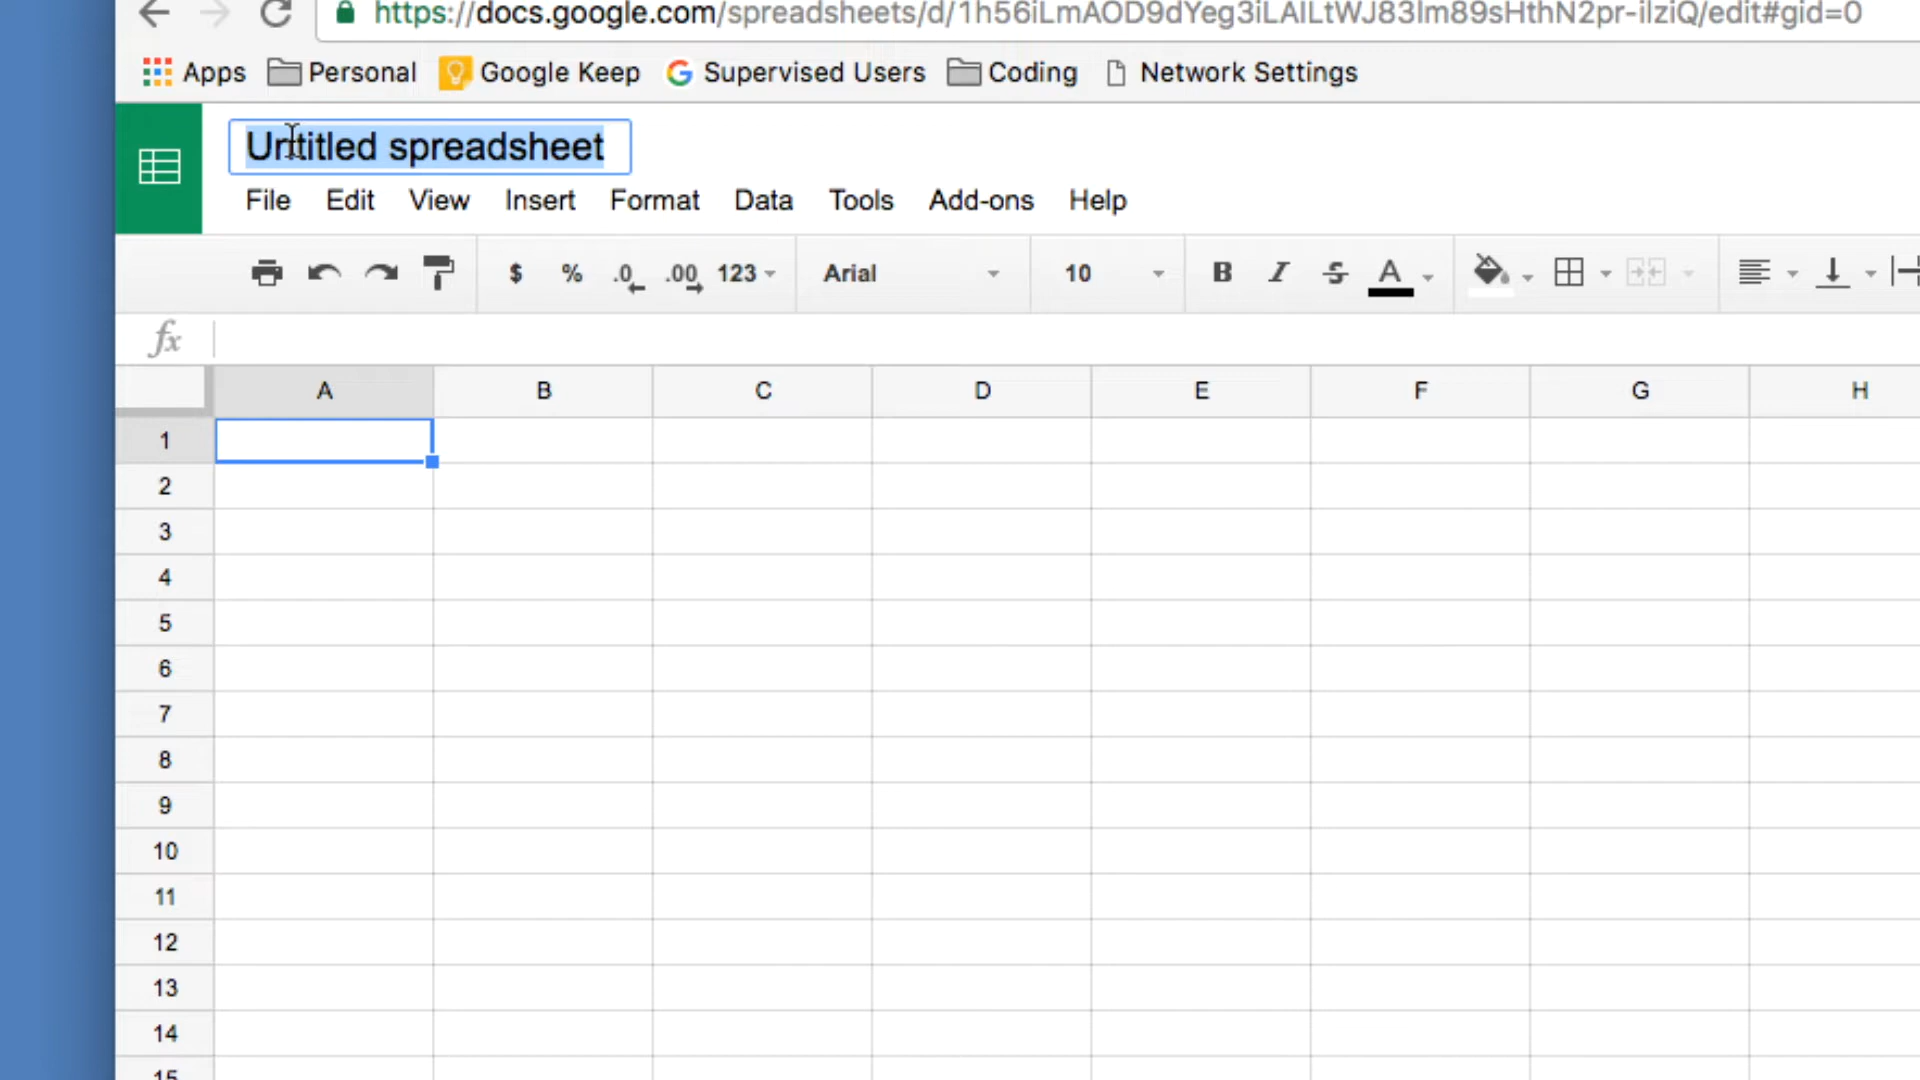 https://docs.google.com/spreadsheets/d/1h56iLmAOD9dYeg3iLAILtWJ83lm89sHthN2pr-ilziQ/edit#gid=0
Apps Personal Google Keep Supervised Users Coding Network Settings
Untitled spreadsheet
File Edit View Insert Format Data Tools Add-ons Help
$ % .0 .00 123 Arial 10 B I S A
fx
A B C D E F G H
1
2
3
4
5
6
7
8
9
10
11
12
13
14
15